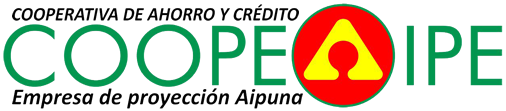 COOPERATIVA DE AHORRO Y CRÉDITO
COOPEAIPE
Empresa de proyección Aipuna